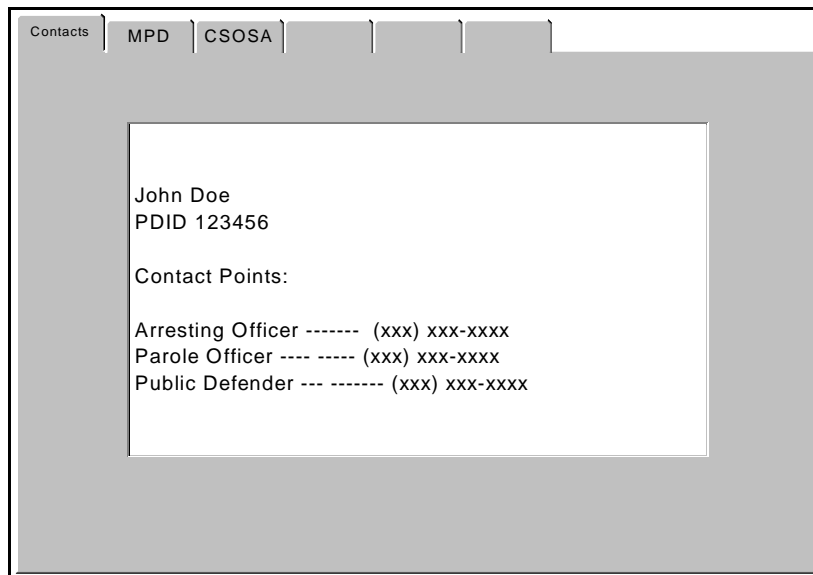 Contacts MPD CSOSA
John Doe
PDID 123456
Contact Points:
Arresting Officer ------- (xxx) xxx-xxxx
Parole Officer ---- ----- (xxx) xxx-xxxx
Public Defender --- ------- (xxx) xxx-xxxx